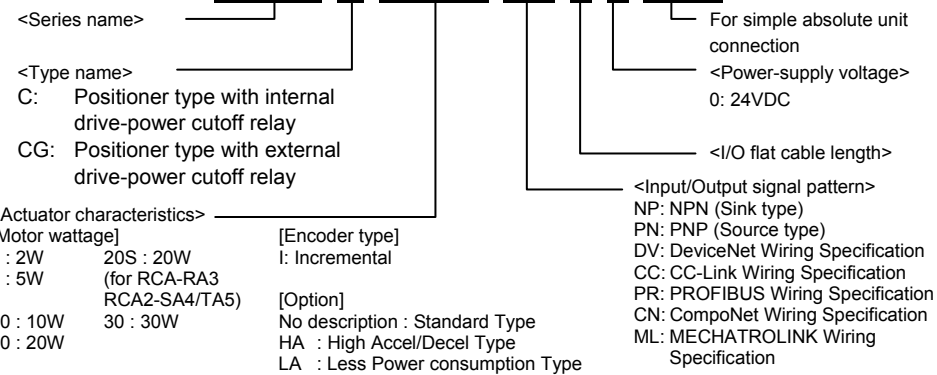 <Series name>
<Type name>
C: Positioner type with internal
drive-power cutoff relay
CG: Positioner type with external
drive-power cutoff relay
Actuator characteristics>
Motor wattage]
: 2W 20S : 20W
: 5W (for RCA-RA3
RCA2-SA4/TA5)
0 : 10W 30 : 30W
0 : 20W
[Encoder type]
I: Incremental
[Option]
No description : Standard Type
HA : High Accel/Decel Type
LA : Less Power consumption Type
For simple absolute unit
connection
<Power-supply voltage>
0: 24VDC
<I/O flat cable length>
<Input/Output signal pattern>
NP: NPN (Sink type)
PN: PNP (Source type)
DV: DeviceNet Wiring Specification
CC: CC-Link Wiring Specification
PR: PROFIBUS Wiring Specification
CN: CompoNet Wiring Specification
ML: MECHATROLINK Wiring
Specification